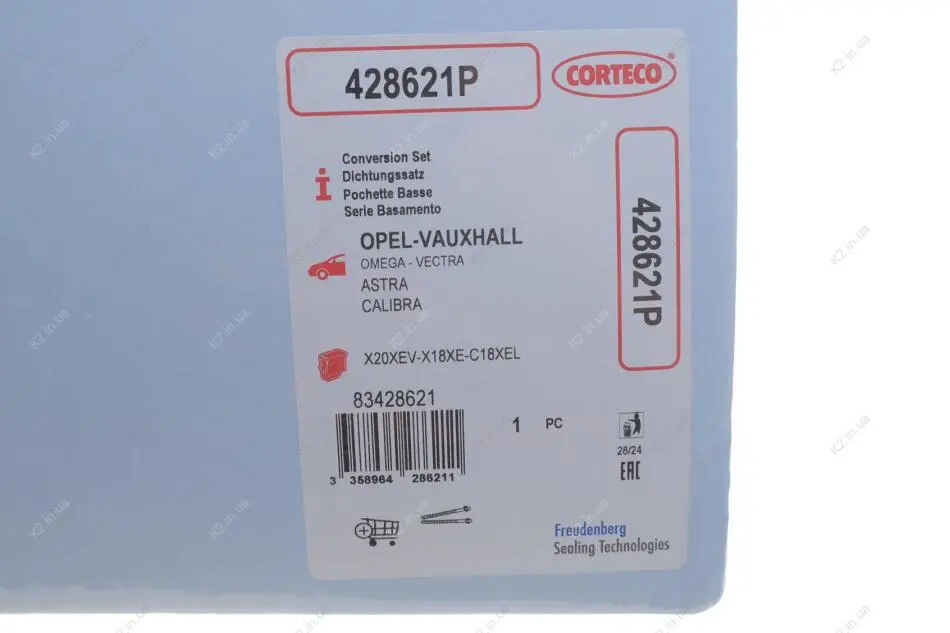 428621P
CORTECO
Conversion Set
Dichtungssatz
Pochette Basse
Serie Basamento
OPEL-VAUXHALL
OMEGA - VECTRA
ASTRA
CALIBRA
428621P
X20XEV-X18XE-C18XEL
83428621
1 PC
3 358964 286211
28/24
EAC
Freudenberg
Sealing Technologies
K2.in.ua